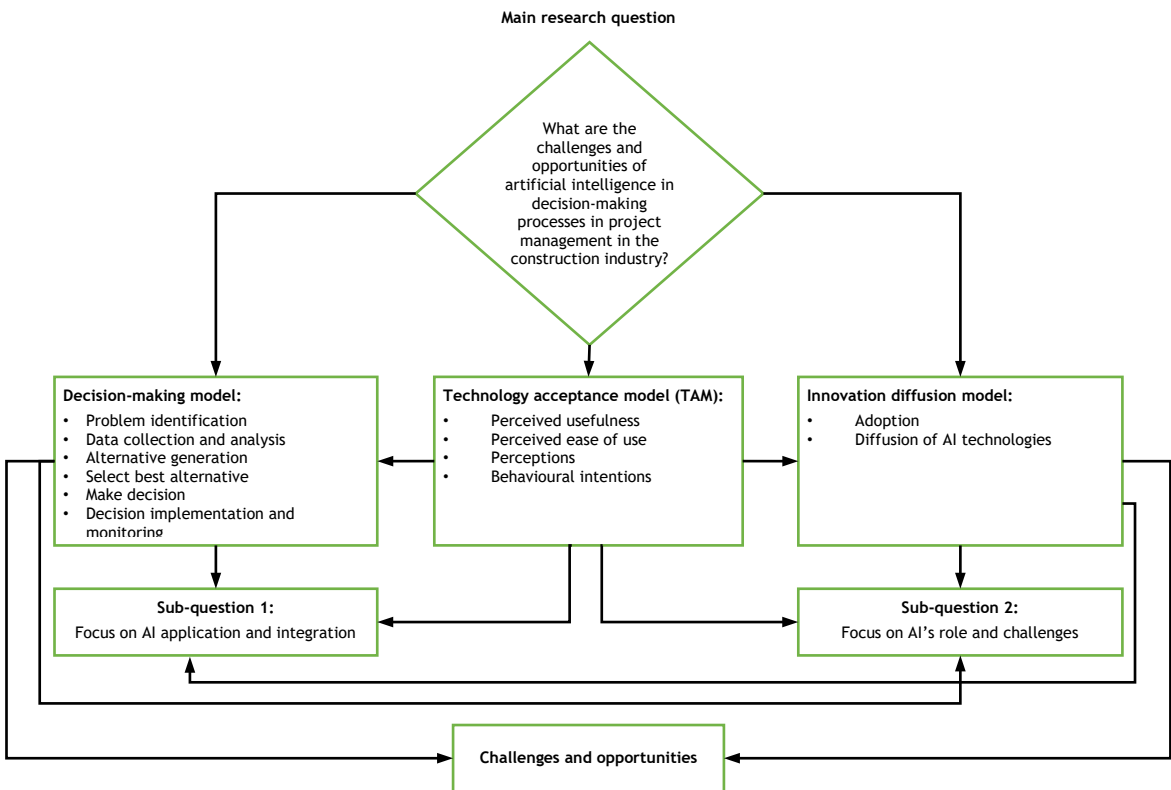 Main research question
What are the
challenges and
opportunities of
artificial intelligence in
decision-making
processes in project
management in the
construction industry?
Decision-making model:
• Problem identification
• Data collection and analysis
• Alternative generation
• Select best alternative
• Make decision
• Decision implementation and
monitoring
Technology acceptance model (TAM):
• Perceived usefulness
• Perceived ease of use
• Perceptions
• Behavioural intentions
Innovation diffusion model:
• Adoption
• Diffusion of AI technologies
Sub-question 1:
Focus on AI application and integration
Sub-question 2:
Focus on AI’s role and challenges
Challenges and opportunities